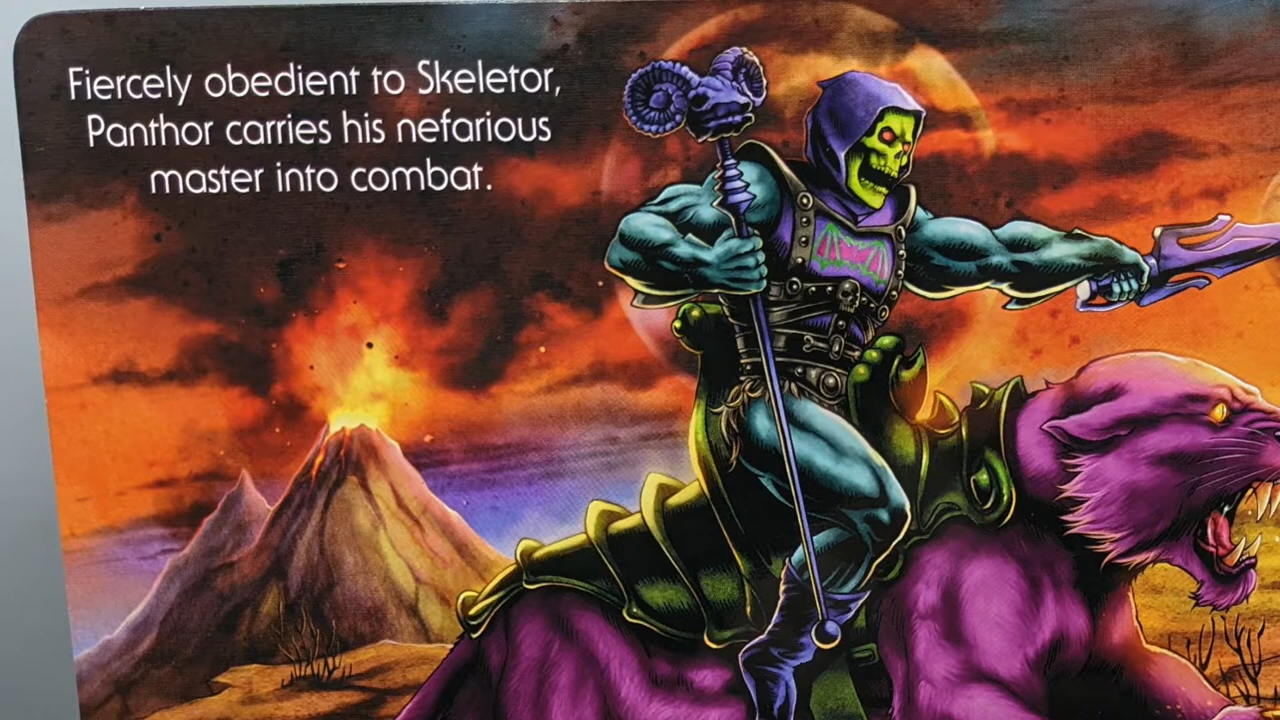 Fiercely obedient to Skeletor,
Panthor carries his nefarious
master into combat.